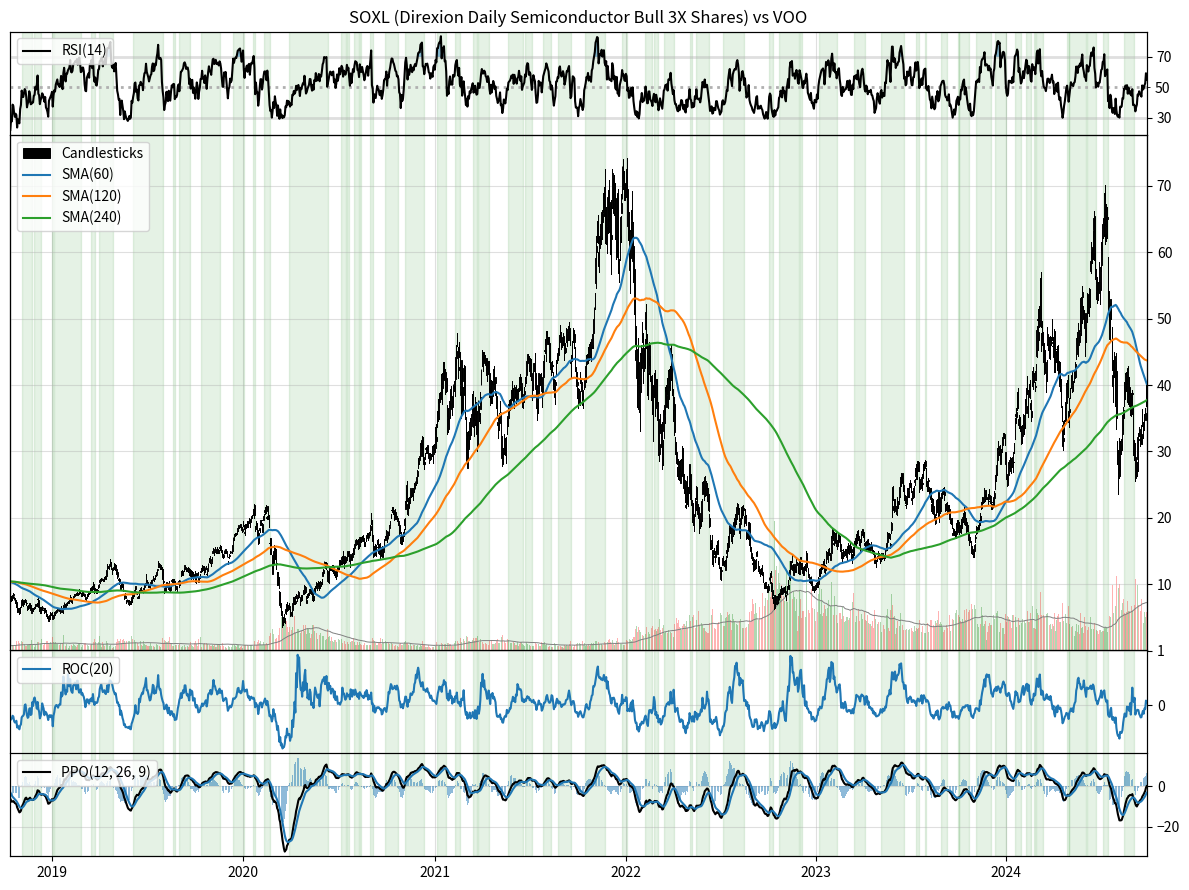 SOXL (Direxion Daily Semiconductor Bull 3X Shares) vs VOO
RSI(14)
70
50
30
Candlesticks
SMA(60)
SMA(120)
SMA(240)
70
60
50
40
30
20
10
ROC(20)
1
0
PPO(12, 26, 9)
0
−20
2019 2020 2021 2022 2023 2024